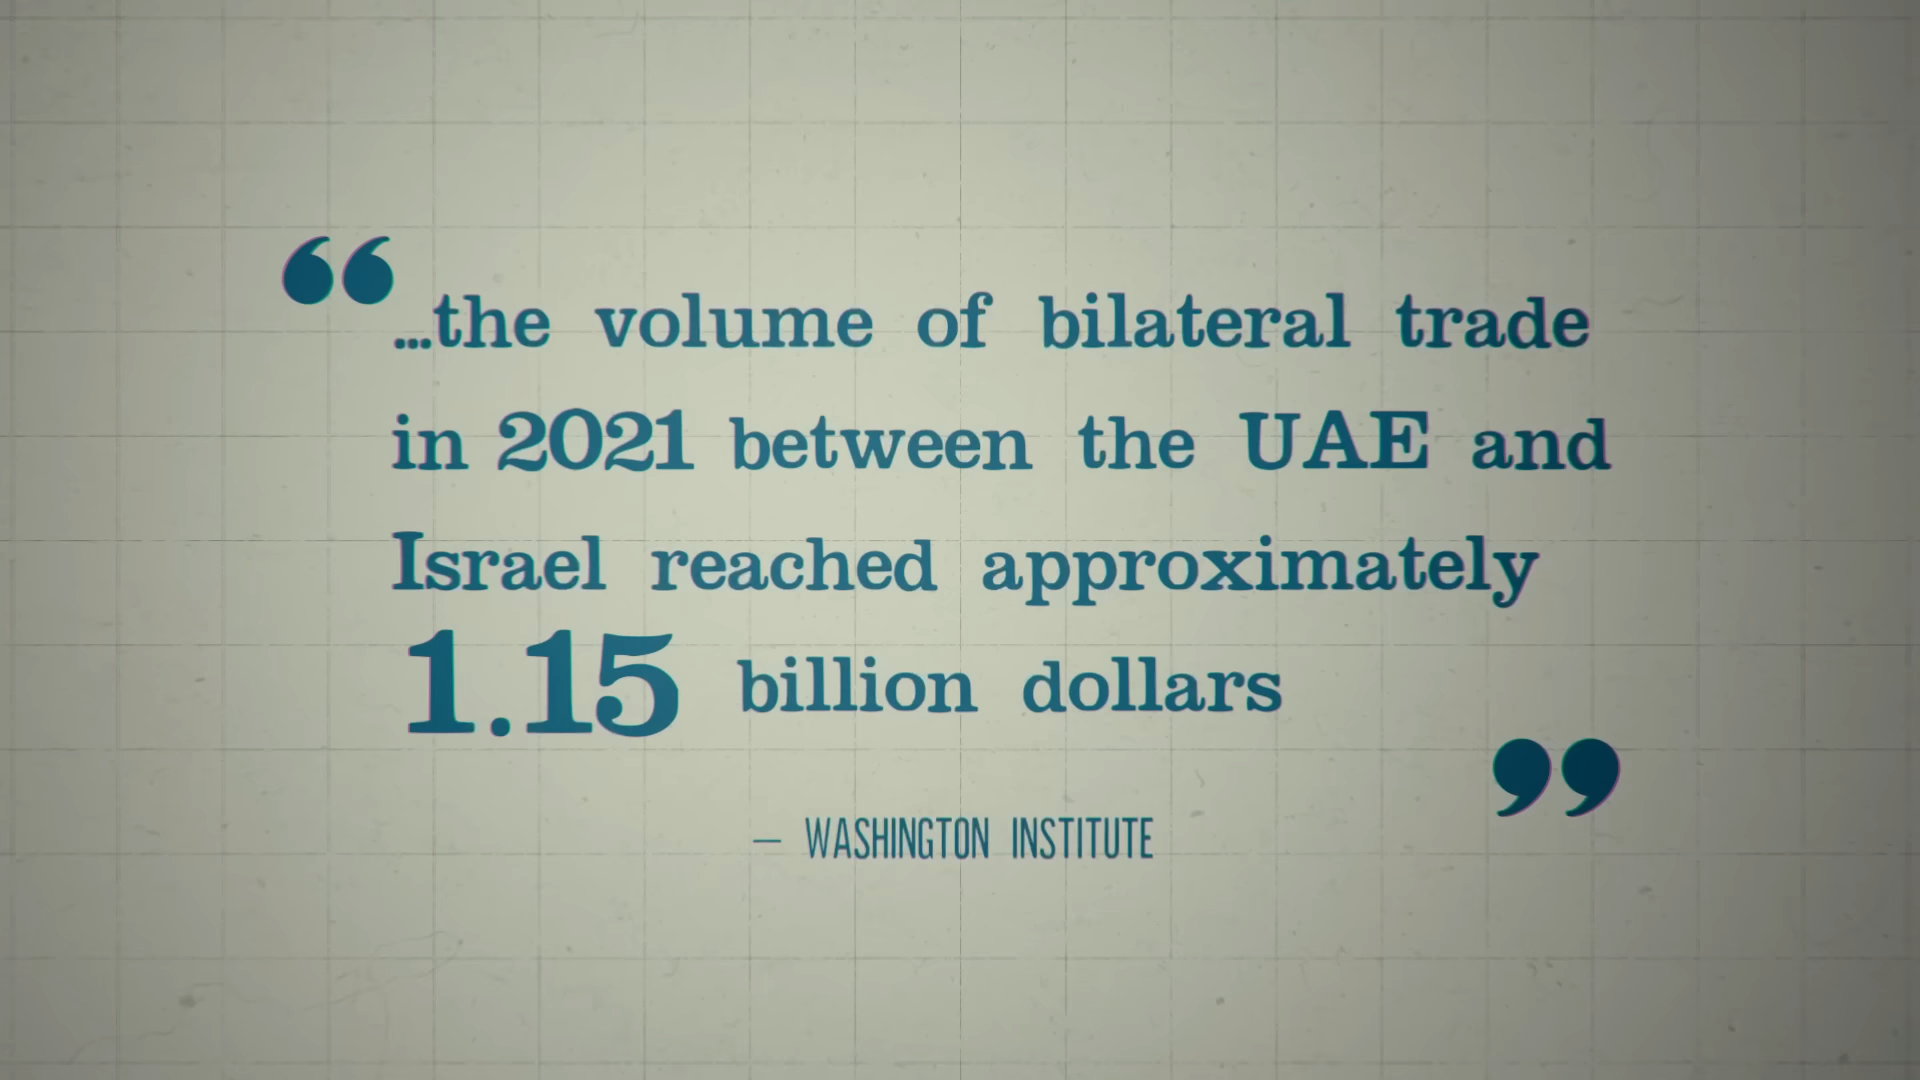 “…the volume of bilateral trade
in 2021 between the UAE and
Israel reached approximately
1.15 billion dollars”
— WASHINGTON INSTITUTE